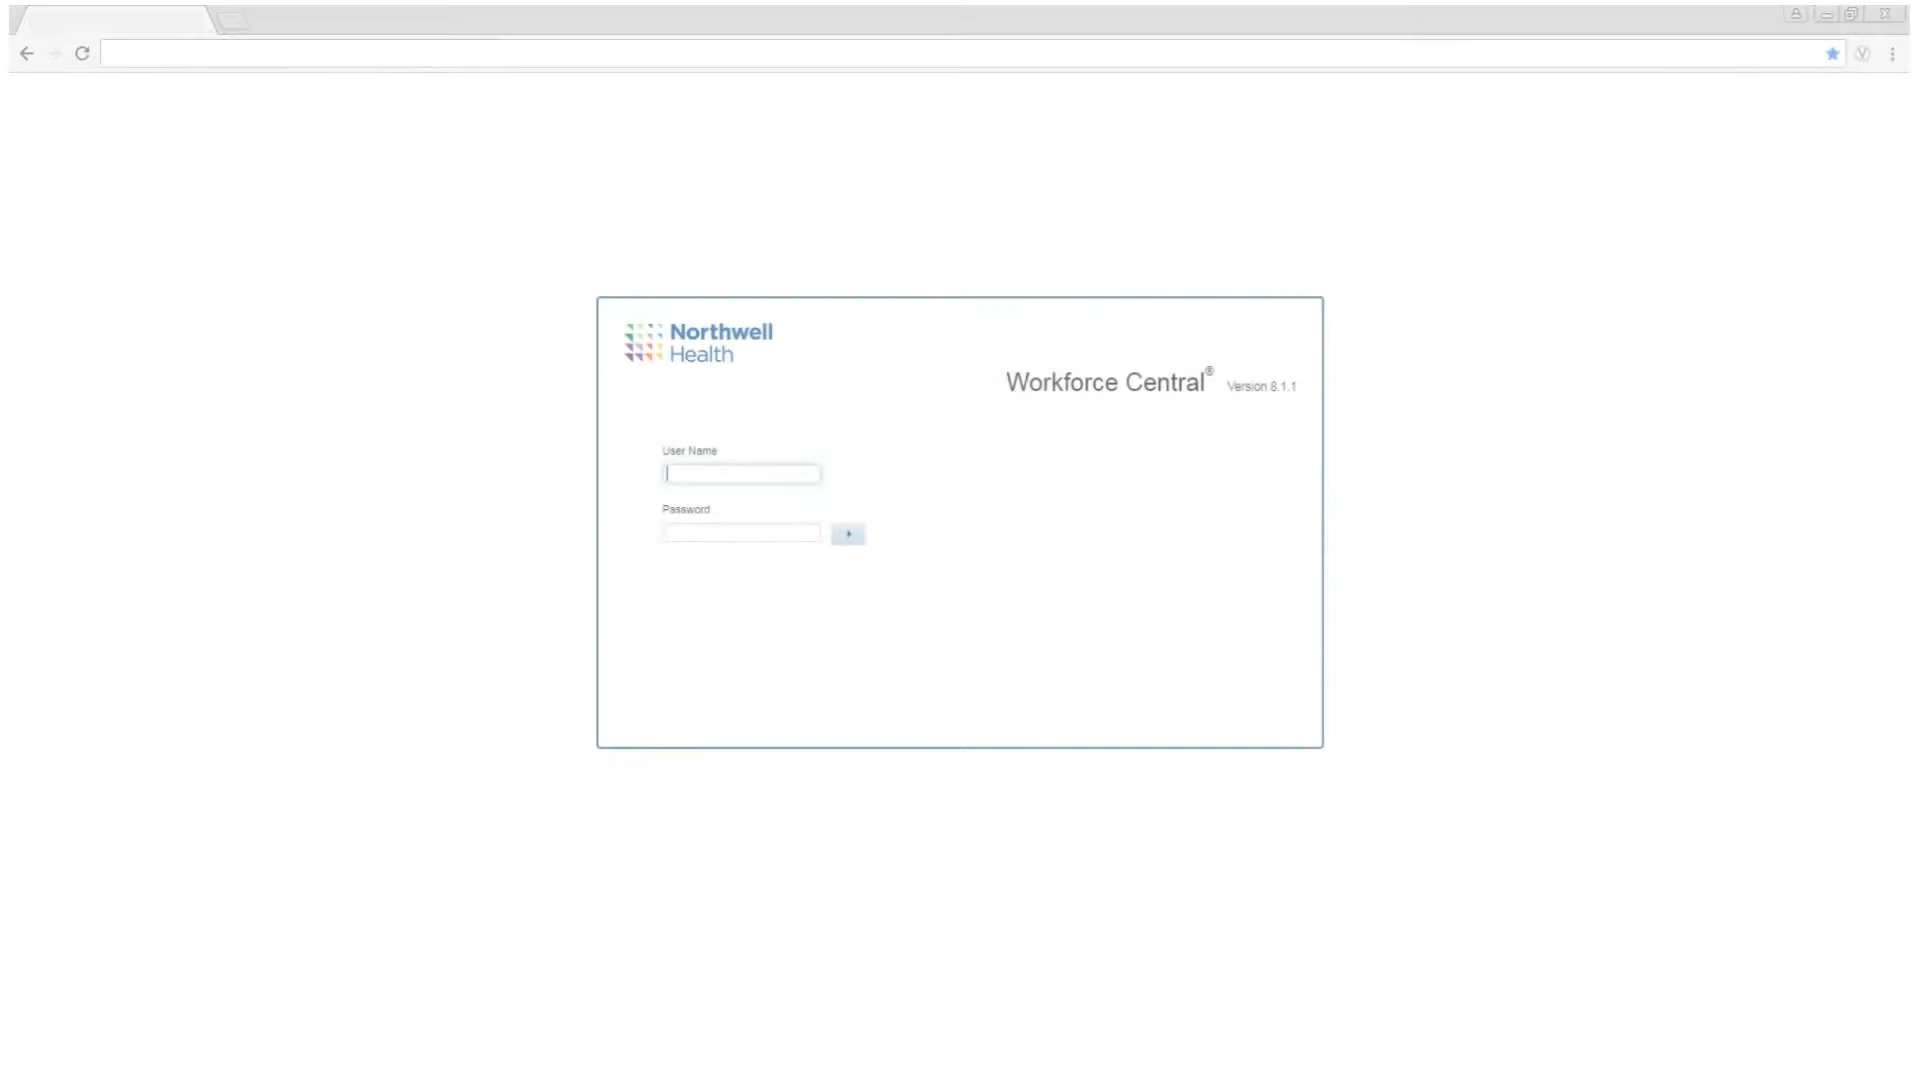 Northwell
Health
Workforce Central® Version 8.1.1
User Name
Password